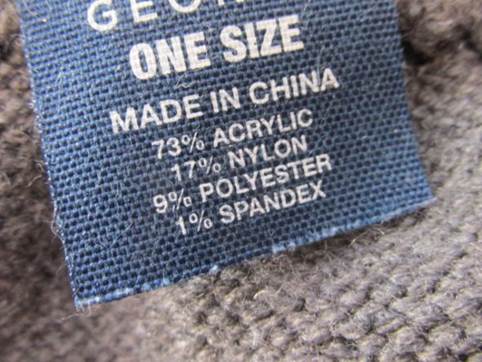 ONE SIZE
MADE IN CHINA
73% ACRYLIC
17% NYLON
9% POLYESTER
1% SPANDEX